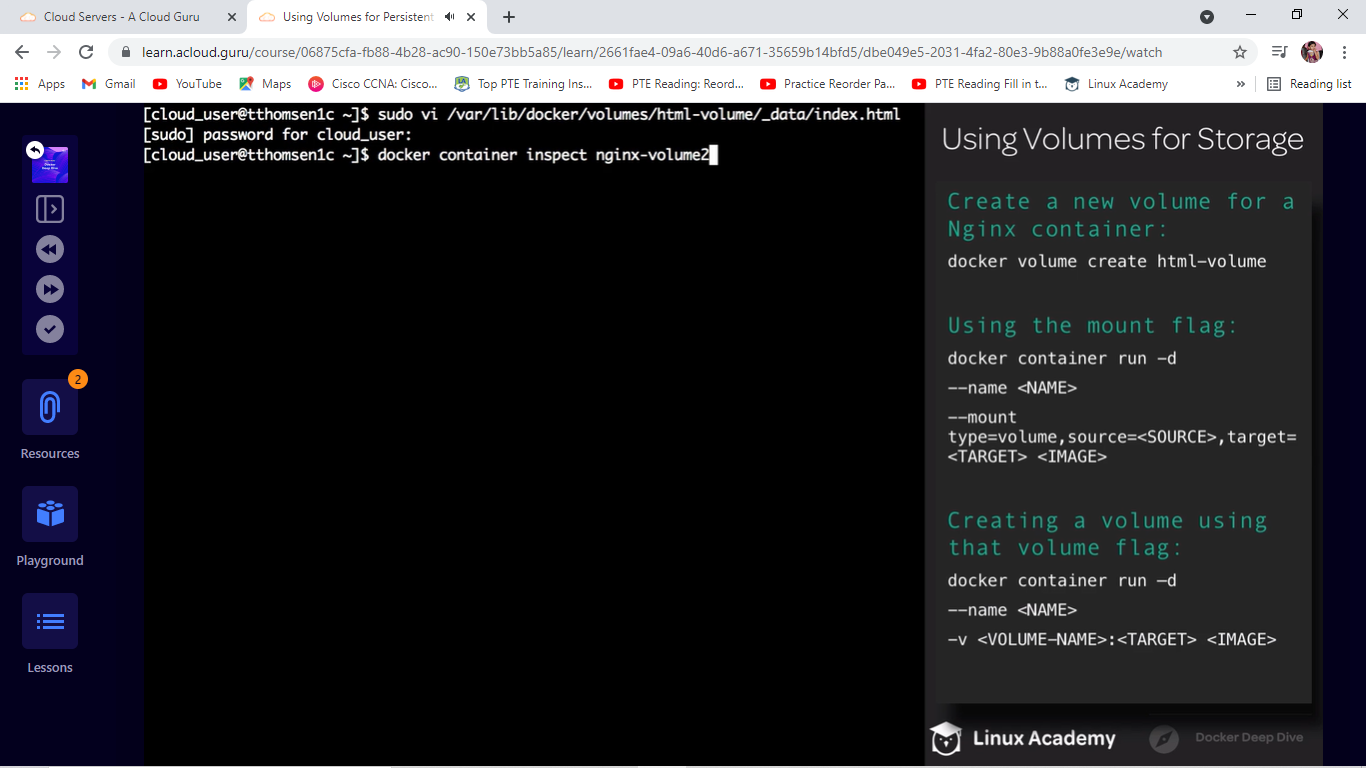 Cloud Servers - A Cloud Guru
Using Volumes for Persistent
learn.acloud.guru/course/06875cfa-fb88-4b28-ac90-150e73bb5a85/learn/2661fae4-09a6-40d6-a671-35659b14bfd5/dbe049e5-2031-4fa2-80e3-9b88a0fe3e9e/watch
Apps
Gmail
YouTube
Maps
Cisco CCNA: Cisco...
Top PTE Training Ins...
PTE Reading: Reord...
Practice Reorder Pa...
PTE Reading Fill in t...
Linux Academy
»
Reading list
2
Resources
Playground
Lessons
[cloud_user@tthomsen1c ~]$ sudo vi /var/lib/docker/volumes/html-volume/_data/index.html
[sudo] password for cloud_user:
[cloud_user@tthomsen1c ~]$ docker container inspect nginx-volume2
Using Volumes for Storage
Create a new volume for a
Nginx container:
docker volume create html-volume
Using the mount flag:
docker container run -d
--name <NAME>
--mount
type=volume,source=<SOURCE>,target=
<TARGET> <IMAGE>
Creating a volume using
that volume flag:
docker container run -d
--name <NAME>
-v <VOLUME-NAME>:<TARGET> <IMAGE>
Linux Academy
Docker Deep Dive